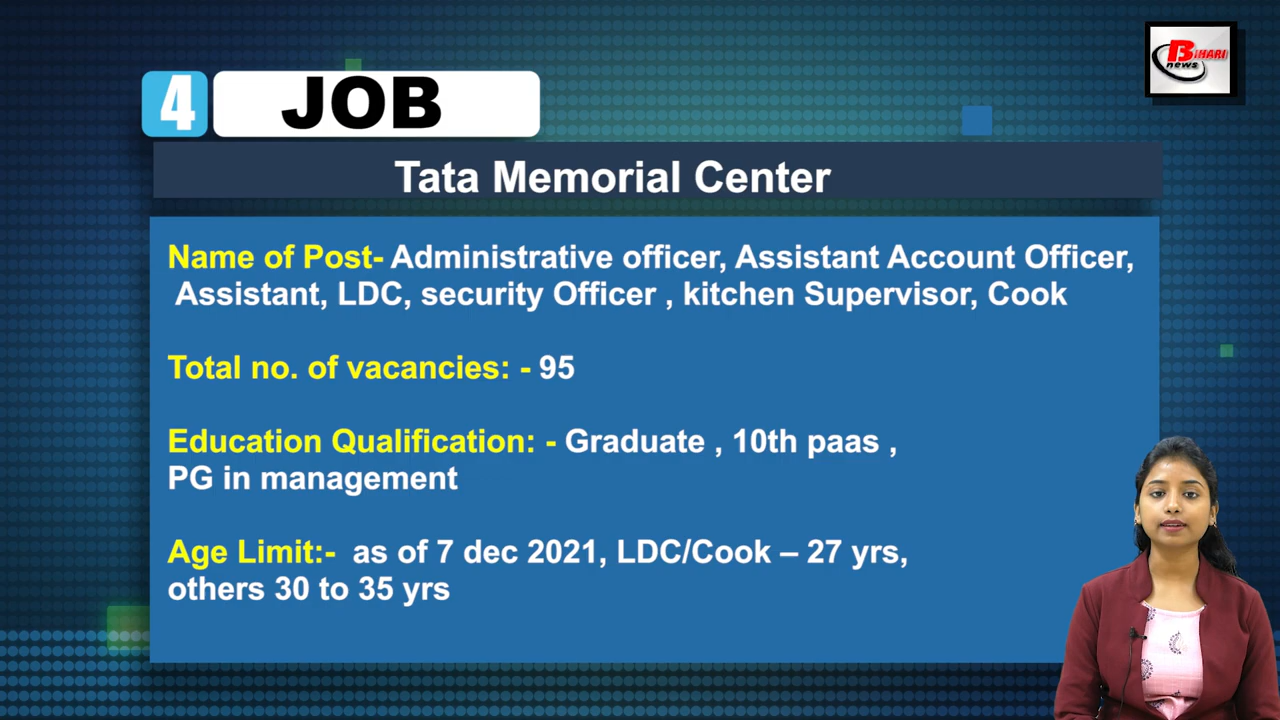 BIHARI
news
4 JOB
Tata Memorial Center
Name of Post- Administrative officer, Assistant Account Officer,
Assistant, LDC, security Officer , kitchen Supervisor, Cook
Total no. of vacancies: - 95
Education Qualification: - Graduate , 10th paas ,
PG in management
Age Limit:- as of 7 dec 2021, LDC/Cook – 27 yrs,
others 30 to 35 yrs